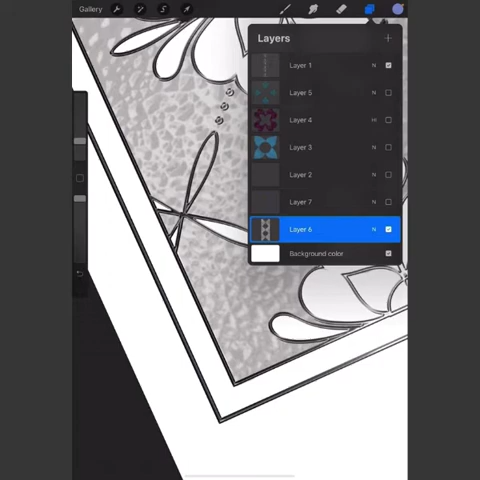 Gallery
Layers
Layer 1 N
Layer 5 N
Layer 4 H
Layer 3 N
Layer 2 N
Layer 7 N
Layer 6 N
Background color